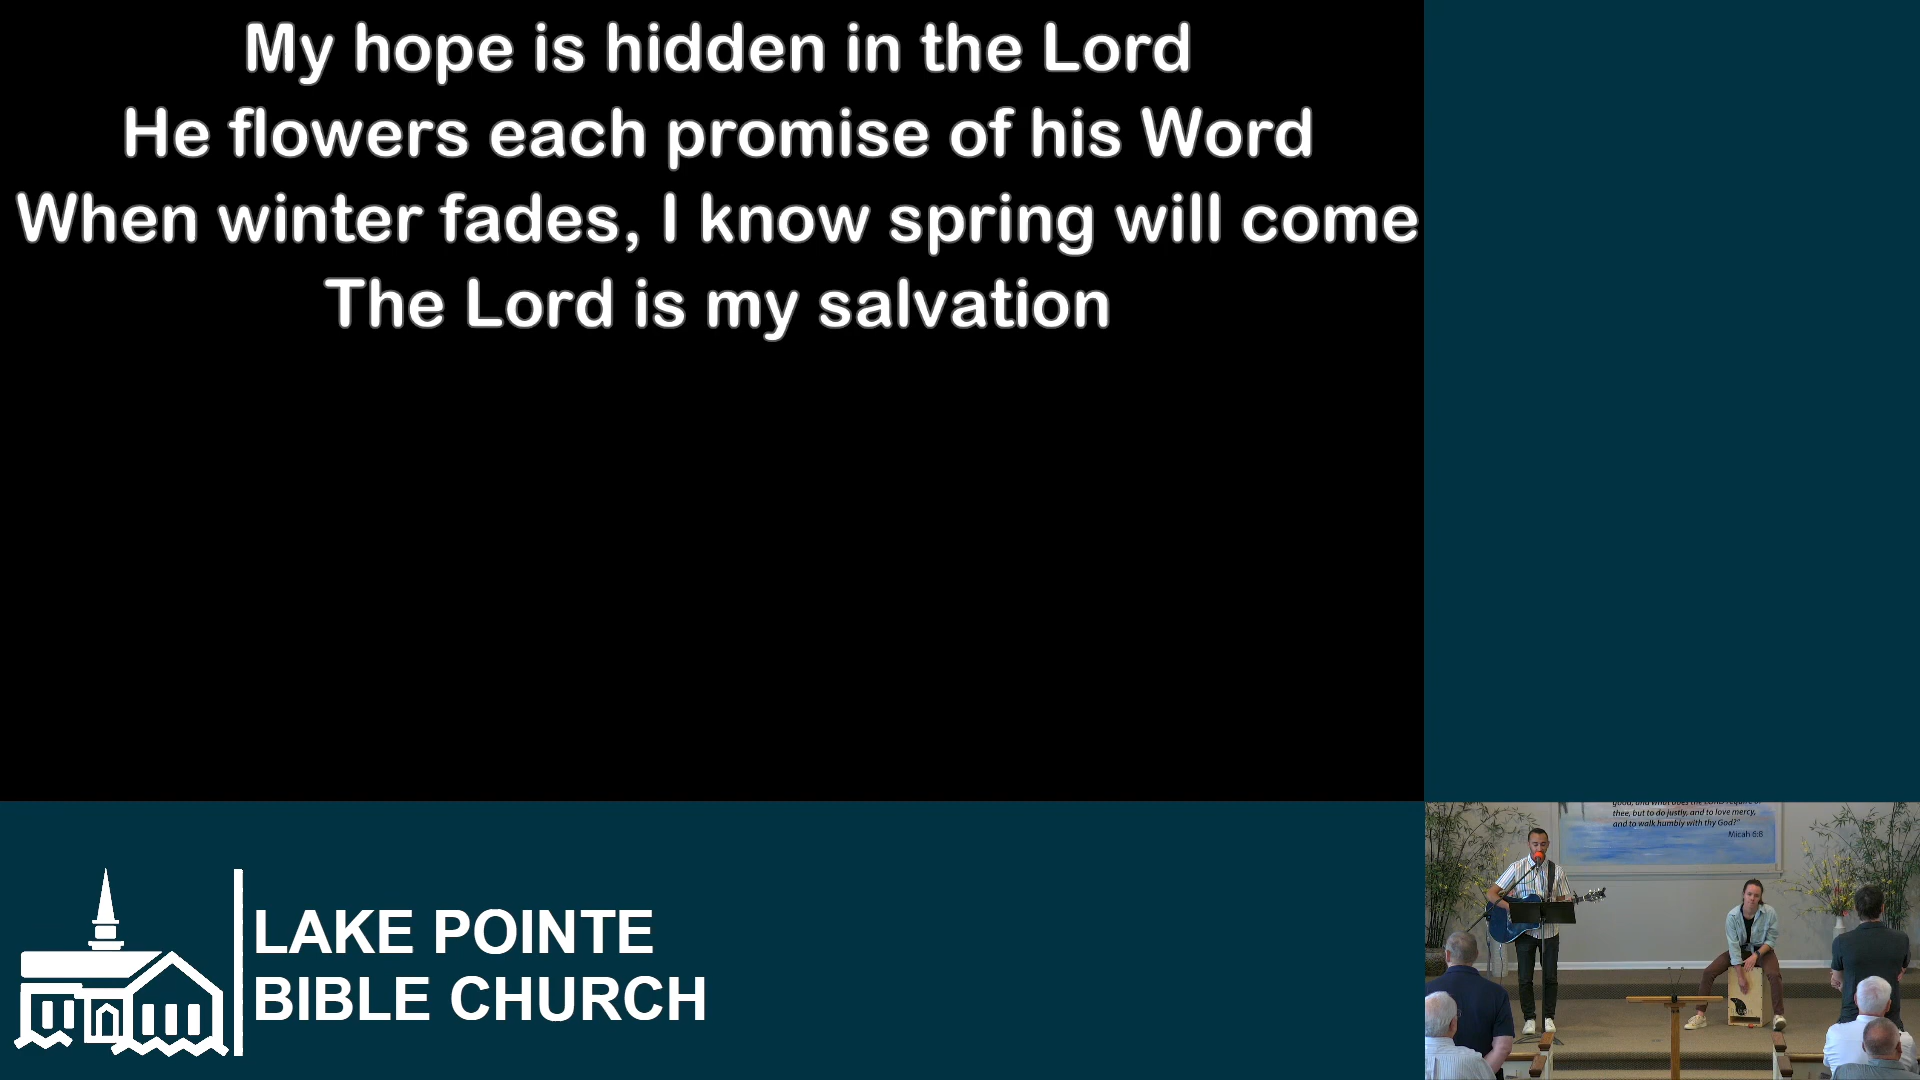 My hope is hidden in the Lord
He flowers each promise of his Word
When winter fades, I know spring will come
The Lord is my salvation
LAKE POINTE
BIBLE CHURCH
thee, but to do justly, and to love mercy,
and to walk humbly with thy God?"
Micah 6:8